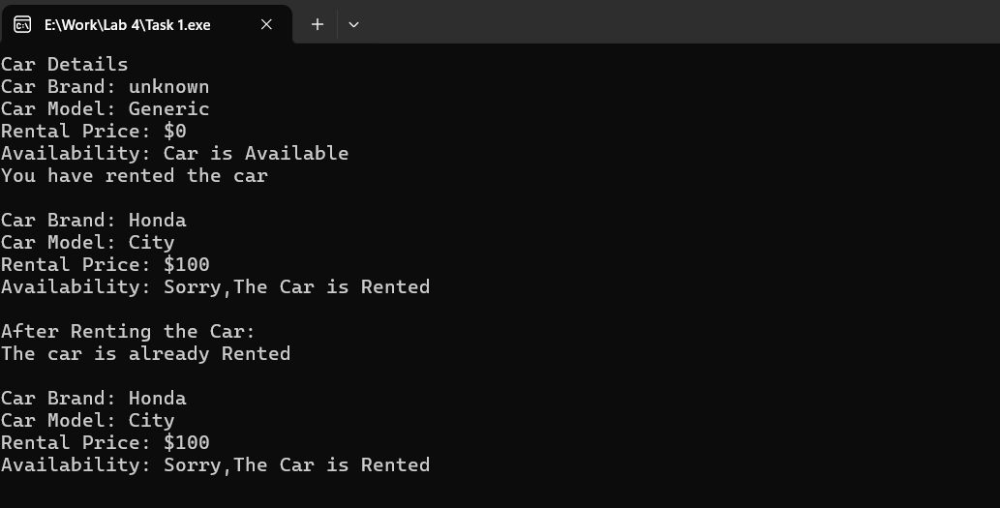 E:\Work\Lab 4\Task 1.exe
Car Details
Car Brand: unknown
Car Model: Generic
Rental Price: $0
Availability: Car is Available
You have rented the car
Car Brand: Honda
Car Model: City
Rental Price: $100
Availability: Sorry,The Car is Rented
After Renting the Car:
The car is already Rented
Car Brand: Honda
Car Model: City
Rental Price: $100
Availability: Sorry,The Car is Rented